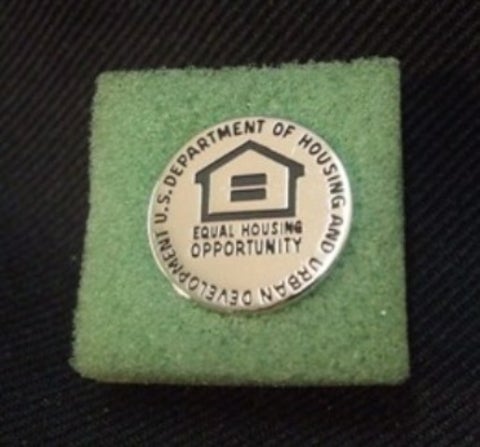 U.S. DEPARTMENT OF HOUSING AND URBAN DEVELOPMENT
EQUAL HOUSING
OPPORTUNITY